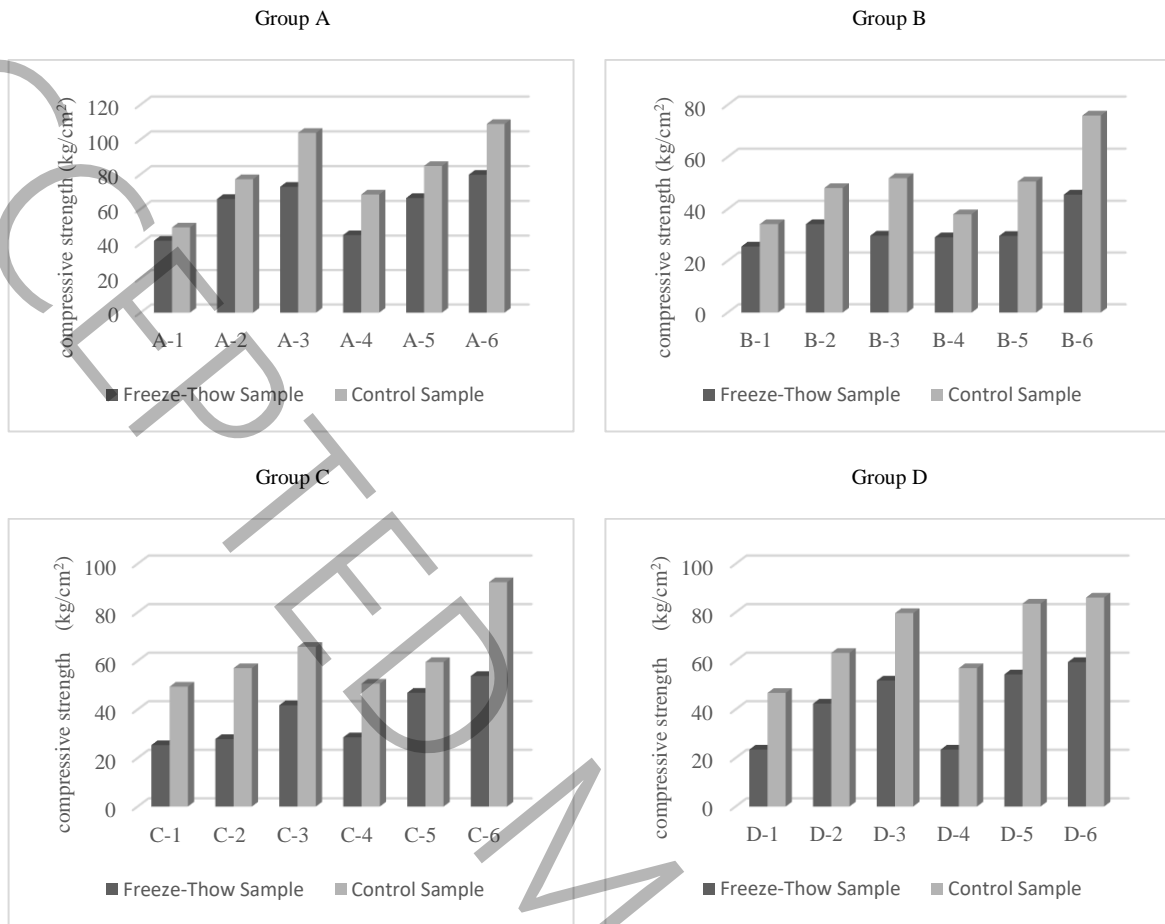 Group A
Group B
compressive strength (kg/cm²)
120
100
80
60
40
20
0
A-1 A-2 A-3 A-4 A-5 A-6
Freeze-Thow Sample Control Sample
compressive strength (kg/cm²)
80
60
40
20
0
B-1 B-2 B-3 B-4 B-5 B-6
Freeze-Thow Sample Control Sample
Group C
Group D
compressive strength (kg/cm²)
100
80
60
40
20
0
C-1 C-2 C-3 C-4 C-5 C-6
Freeze-Thow Sample Control Sample
compressive strength (kg/cm²)
100
80
60
40
20
0
D-1 D-2 D-3 D-4 D-5 D-6
Freeze-Thow Sample Control Sample
CCEPTED M